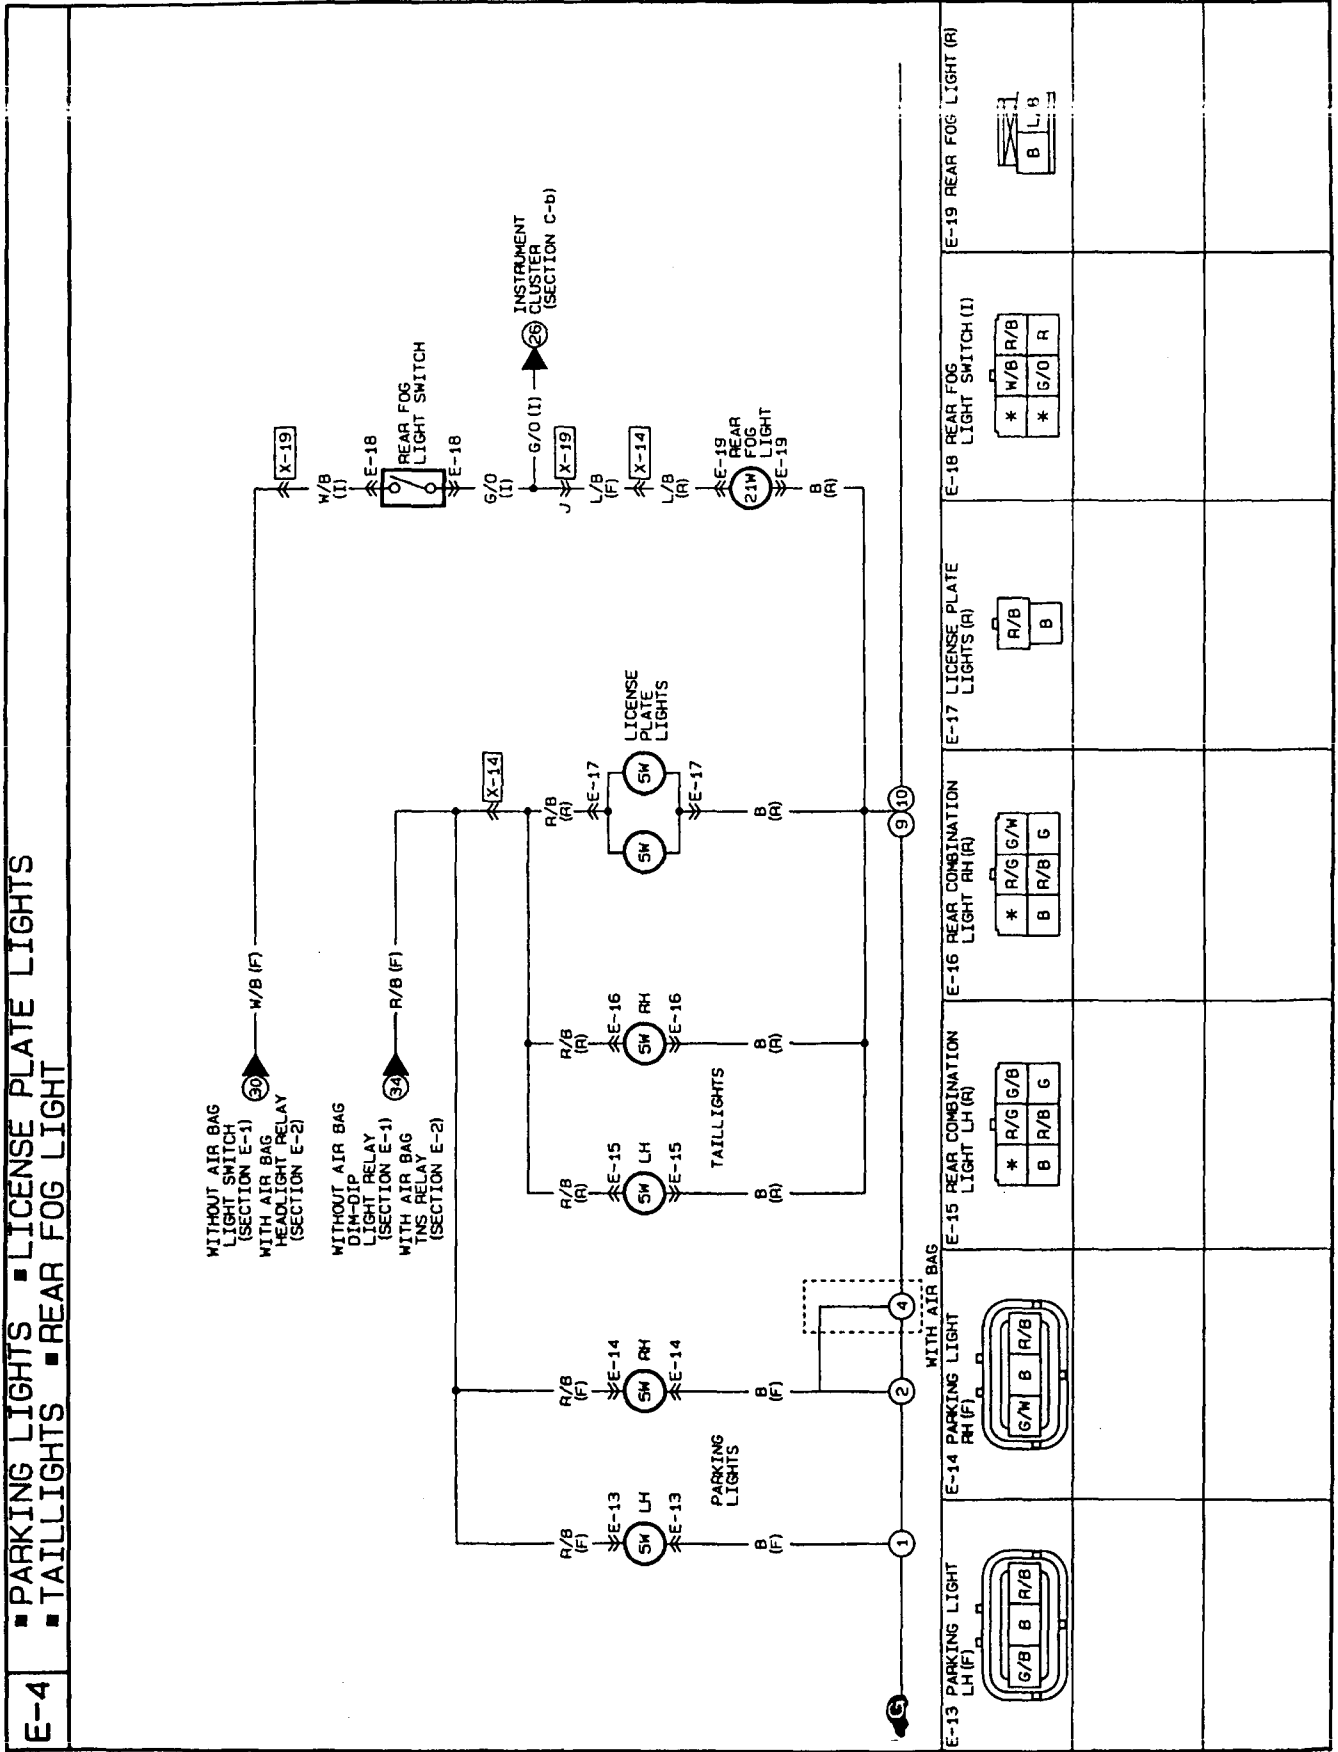 E-4
■PARKING LIGHTS ■LICENSE PLATE LIGHTS
■TAILLIGHTS ■REAR FOG LIGHT
WITHOUT AIR BAG
LIGHT SWITCH
(SECTION E-1)
WITH AIR BAG
HEADLIGHT RELAY
(SECTION E-2)
30
W/B(F)
X-19
W/B
(I)
E-18
REAR FOG
LIGHT SWITCH
E-18
G/O
(I)
G/O(I)
26
INSTRUMENT
CLUSTER
(SECTION C-b)
J
X-19
L/B
(F)
X-14
L/B
(R)
E-19
21W
REAR
FOG
LIGHT
E-19
B
(R)
WITHOUT AIR BAG
DIM-DIP
LIGHT RELAY
(SECTION E-1)
WITH AIR BAG
TNS RELAY
(SECTION E-2)
34
R/B(F)
X-14
R/B
(F)
E-13
5W
LH
E-13
B
(F)
1
PARKING
LIGHTS
R/B
(F)
E-14
5W
RH
E-14
B
(F)
2
4
WITH AIR BAG
R/B
(R)
E-15
5W
LH
E-15
B
(R)
TAILLIGHTS
R/B
(R)
E-16
5W
RH
E-16
B
(R)
R/B
(R)
E-17
5W
5W
LICENSE
PLATE
LIGHTS
E-17
B
(R)
9
10
G
E-13 PARKING LIGHT
LH(F)
G/B B R/B
E-14 PARKING LIGHT
RH(F)
G/W B R/B
E-15 REAR COMBINATION
LIGHT LH(R)
* R/G G/B
B R/B G
E-16 REAR COMBINATION
LIGHT RH(R)
* R/G G/W
B R/B G
E-17 LICENSE PLATE
LIGHTS(R)
R/B
B
E-18 REAR FOG
LIGHT SWITCH(I)
* W/B R/B
* G/O R
E-19 REAR FOG LIGHT(R)
B L/B